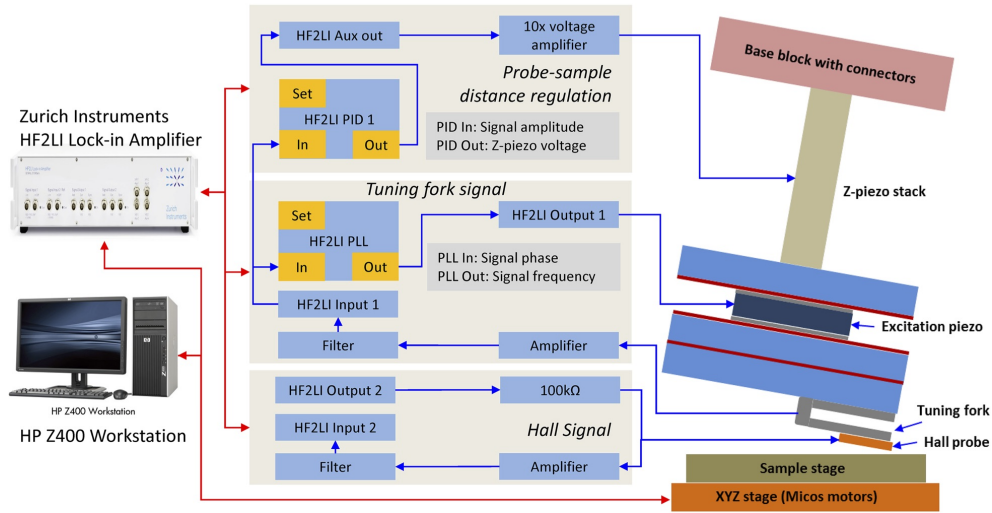 HF2LI Aux out
10x voltage
amplifier
Probe-sample
distance regulation
Set
HF2LI PID 1
In
Out
PID In: Signal amplitude
PID Out: Z-piezo voltage
Base block with connectors
Z-piezo stack
Zurich Instruments
HF2LI Lock-in Amplifier
Zurich
Instruments
Tuning fork signal
Set
HF2LI PLL
In
Out
HF2LI Output 1
PLL In: Signal phase
PLL Out: Signal frequency
HF2LI Input 1
Filter
Amplifier
Excitation piezo
HP Z400 Workstation
HP Z400 Workstation
HF2LI Output 2
100kΩ
HF2LI Input 2
Hall Signal
Filter
Amplifier
Tuning fork
Hall probe
Sample stage
XYZ stage (Micos motors)